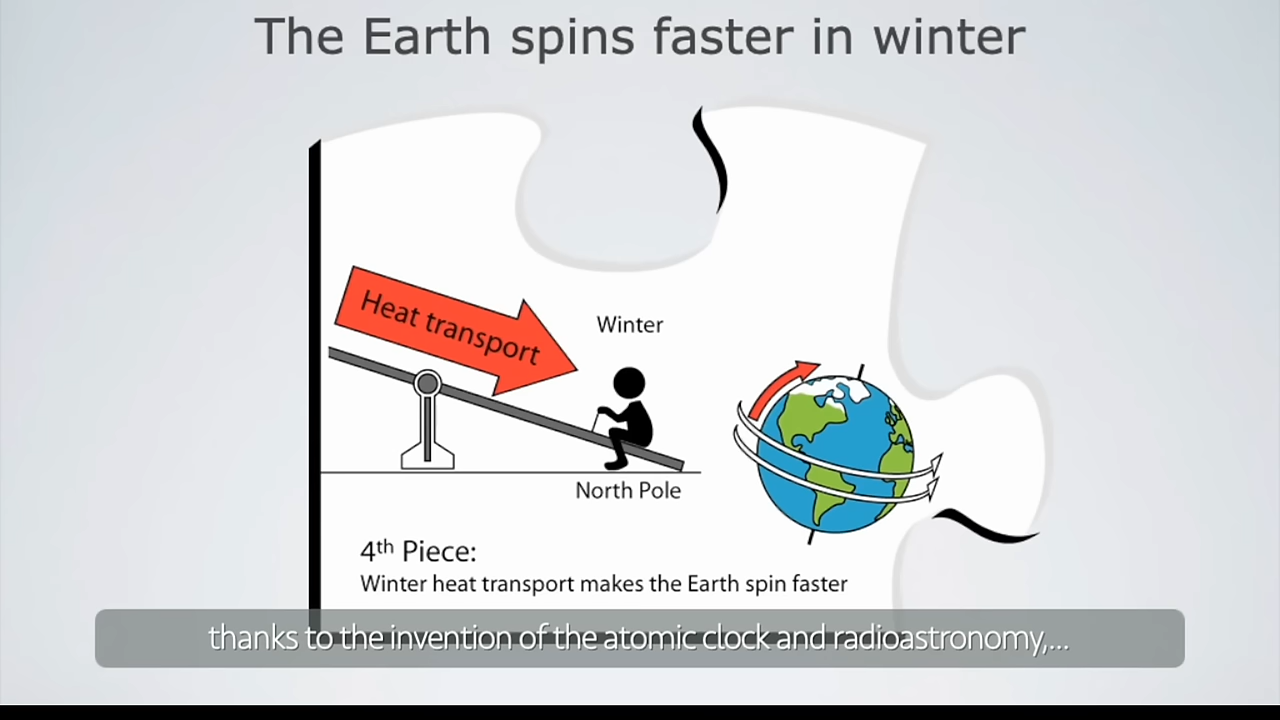 The Earth spins faster in winter
Heat transport
Winter
North Pole
4th Piece:
Winter heat transport makes the Earth spin faster
thanks to the invention of the atomic clock and radioastronomy,...